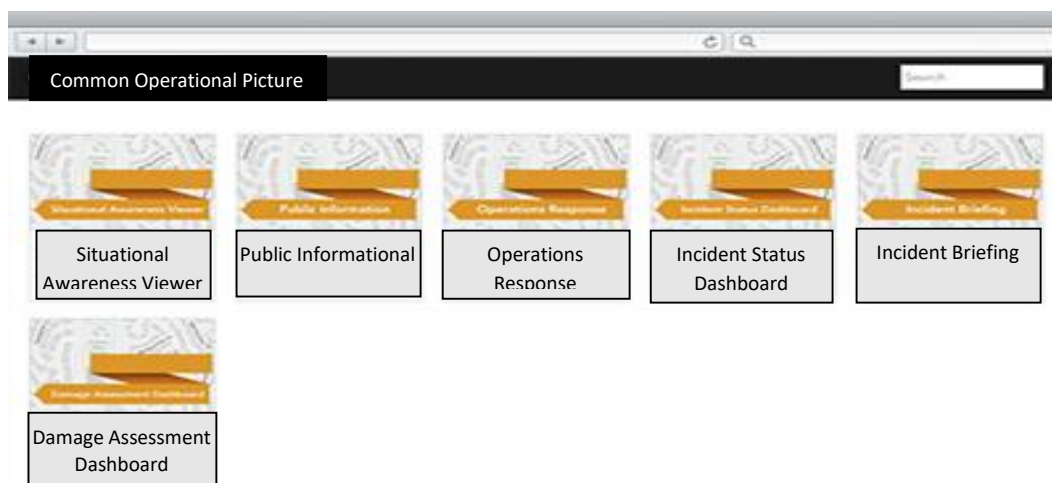 Common Operational Picture
Search
Situational Awareness Viewer
Public Information
Operations Response
Incident Status Dashboard
Incident Briefing
Situational
Awareness Viewer
Public Informational
Operations
Response
Incident Status
Dashboard
Incident Briefing
Damage Assessment Dashboard
Damage Assessment
Dashboard